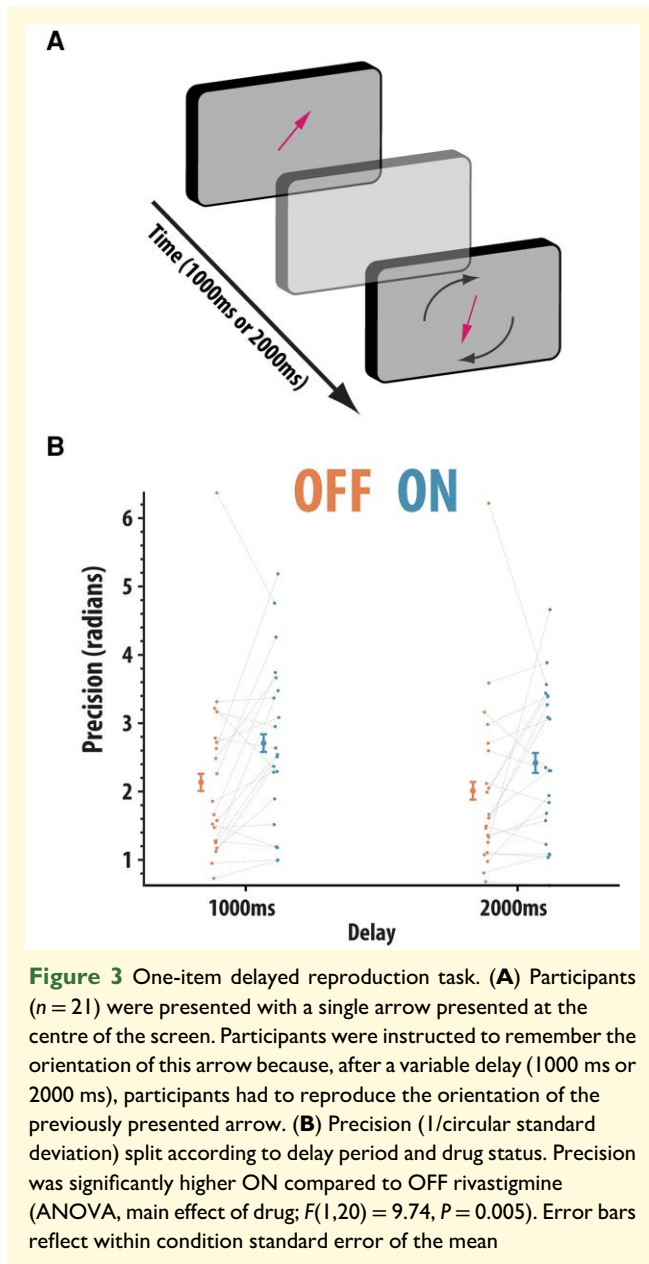 A
Time (1000ms or 2000ms)
B
OFF ON
Precision (radians)
6
5
4
3
2
1
1000ms 2000ms
Delay
Figure 3 One-item delayed reproduction task. (A) Participants
(n = 21) were presented with a single arrow presented at the
centre of the screen. Participants were instructed to remember the
orientation of this arrow because, after a variable delay (1000 ms or
2000 ms), participants had to reproduce the orientation of the
previously presented arrow. (B) Precision (1/circular standard
deviation) split according to delay period and drug status. Precision
was significantly higher ON compared to OFF rivastigmine
(ANOVA, main effect of drug; F(1,20) = 9.74, P = 0.005). Error bars
reflect within condition standard error of the mean